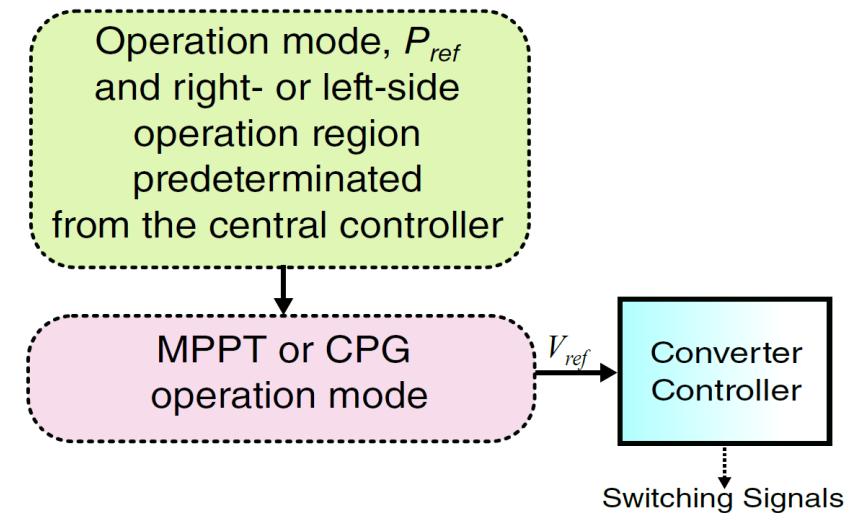 Operation mode, Pref
and right- or left-side
operation region
predeterminated
from the central controller
MPPT or CPG
operation mode
Vref
Converter
Controller
Switching Signals